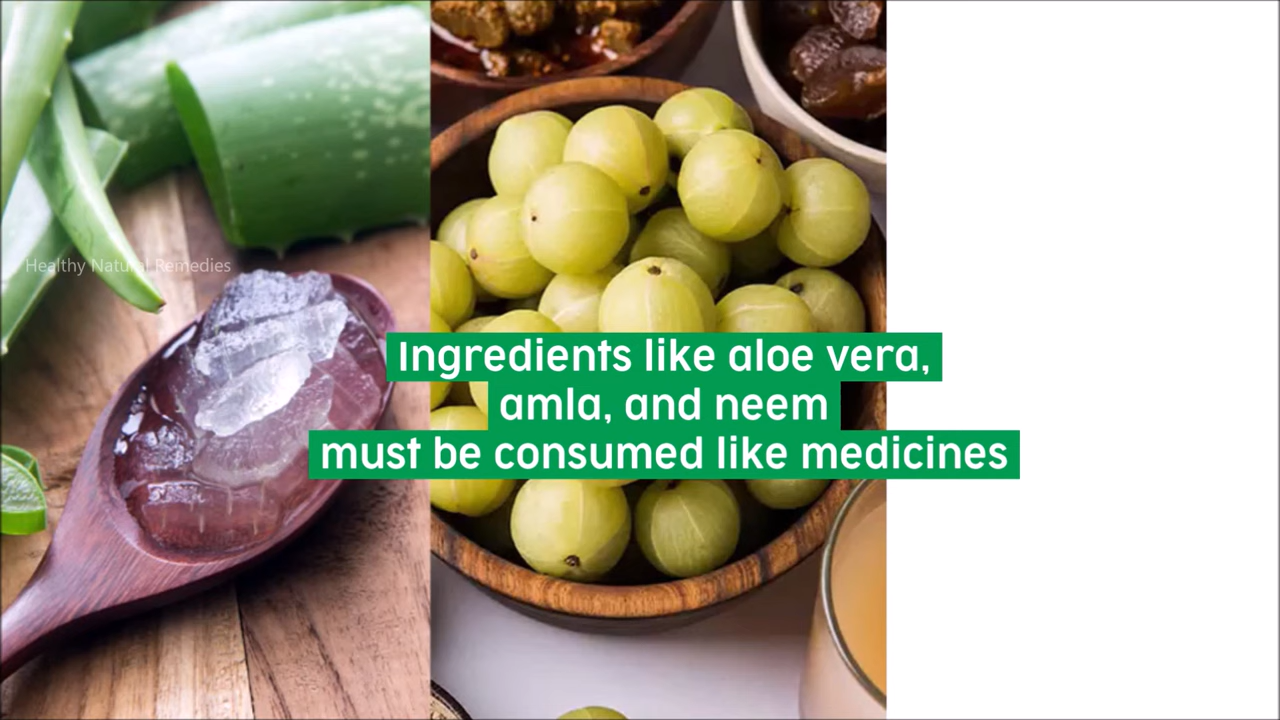 Healthy Natural Remedies
Ingredients like aloe vera,
amla, and neem
must be consumed like medicines